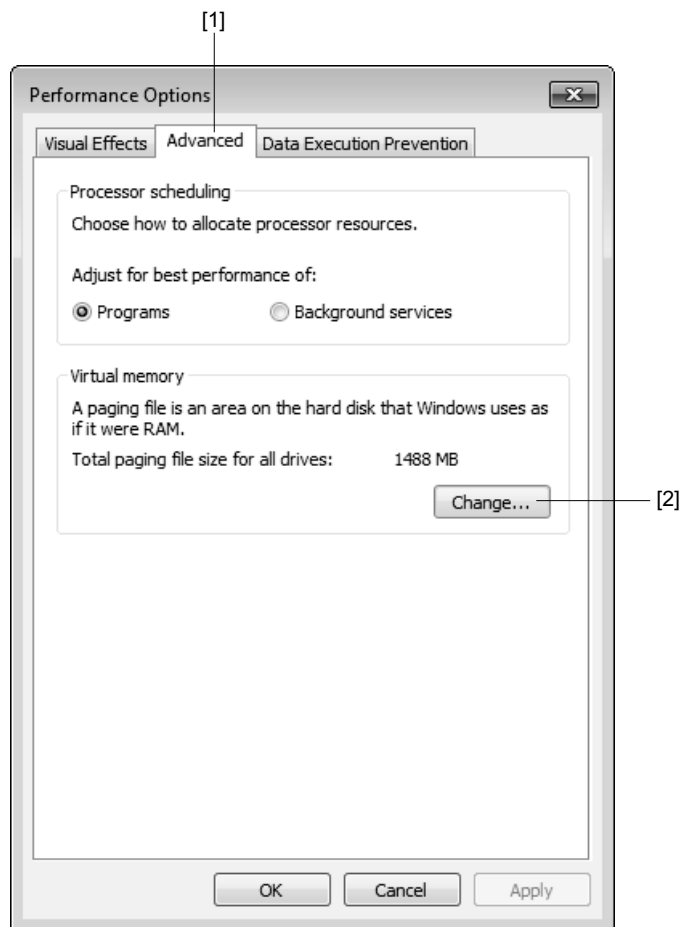 [1]
Performance Options
Visual Effects Advanced Data Execution Prevention
Processor scheduling
Choose how to allocate processor resources.
Adjust for best performance of:
Programs Background services
Virtual memory
A paging file is an area on the hard disk that Windows uses as
if it were RAM.
Total paging file size for all drives: 1488 MB
Change... [2]
OK Cancel Apply